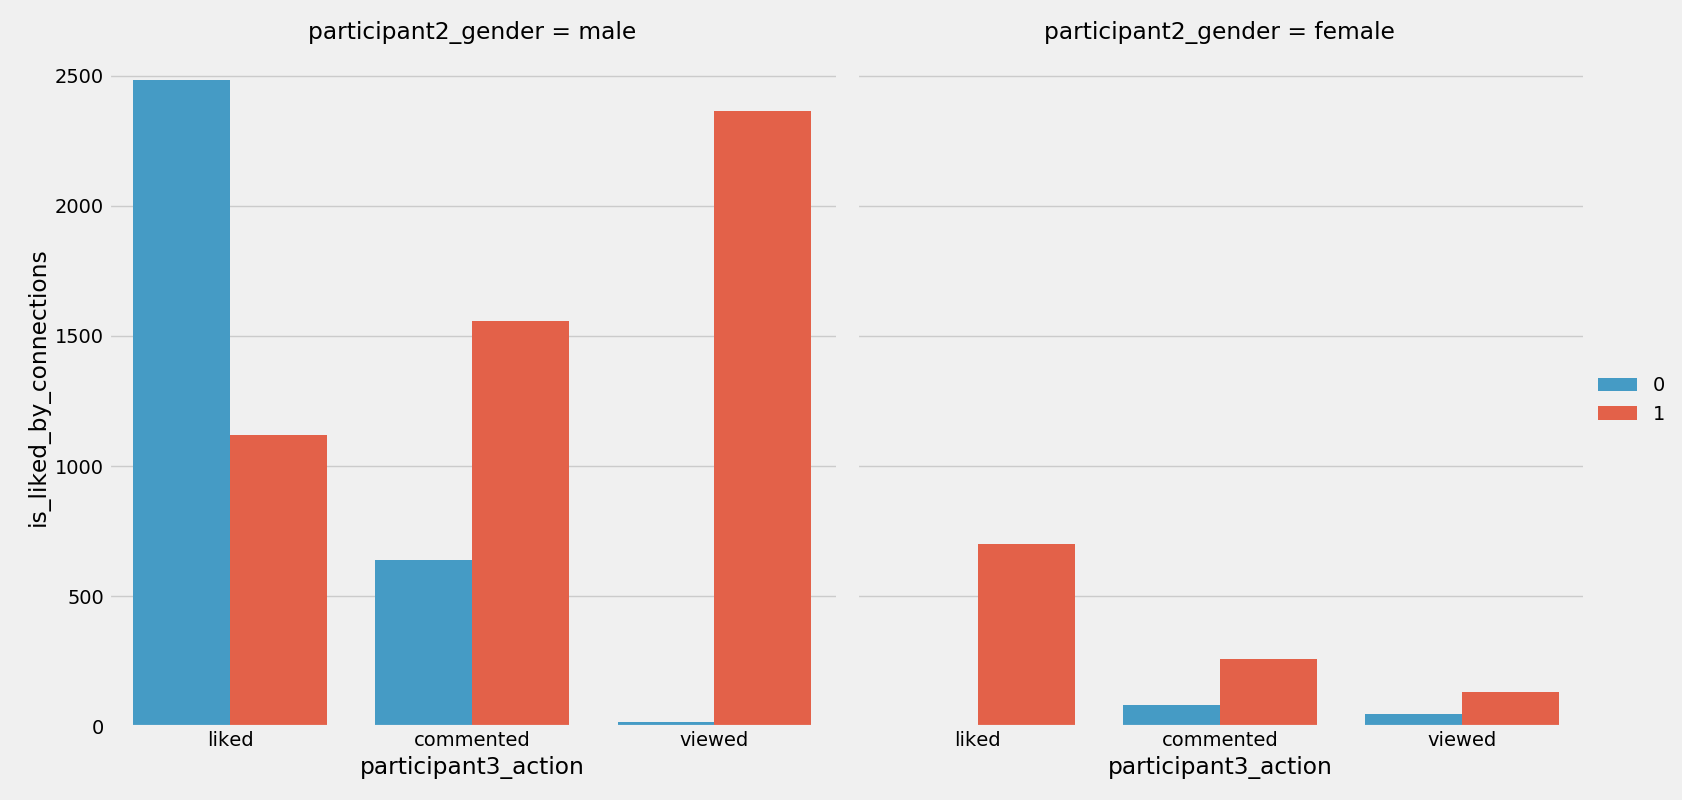 participant2_gender = male
participant2_gender = female
is_liked_by_connections
2500
2000
1500
1000
500
0
liked commented viewed
participant3_action
liked commented viewed
participant3_action
0
1